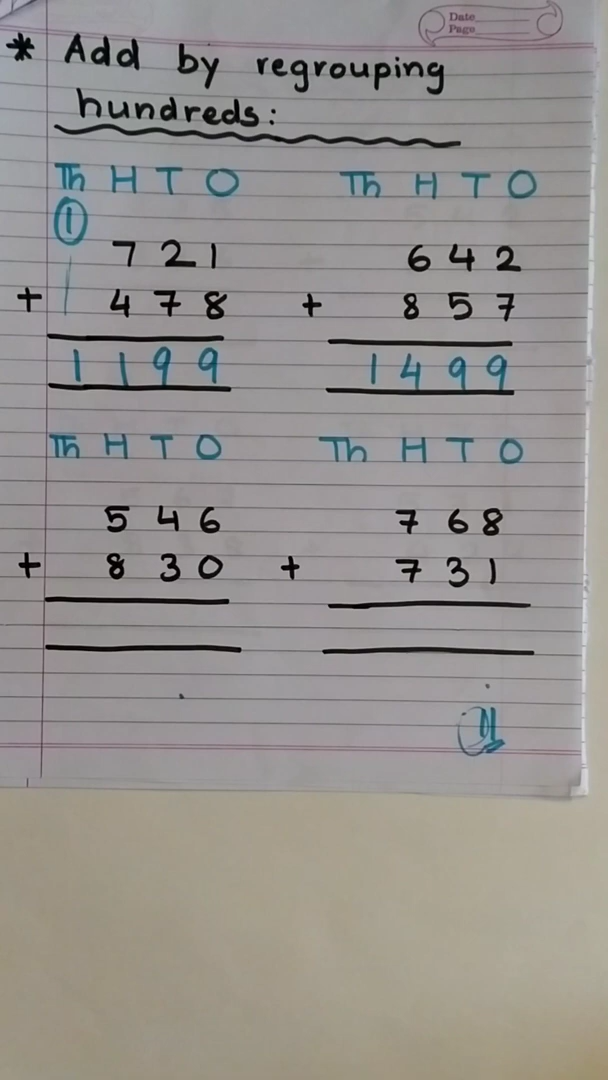 Date
Page
* Add by regrouping
hundreds:
Th H T O Th H T O
1
7 2 1 6 4 2
+ 4 7 8 + 8 5 7
1 1 9 9 1 4 9 9
Th H T O Th H T O
5 4 6 7 6 8
+ 8 3 0 + 7 3 1